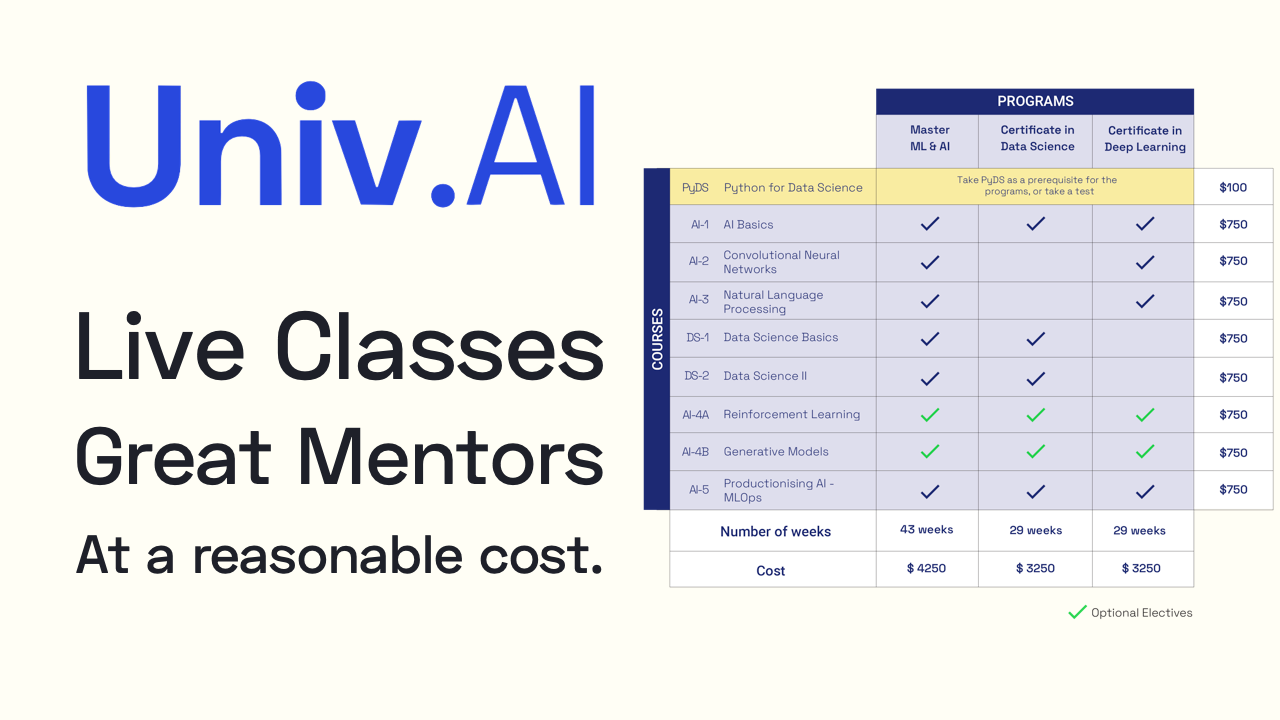 Univ.AI
Live Classes
Great Mentors
At a reasonable cost.
PROGRAMS
Master
ML & AI
Certificate in
Data Science
Certificate in
Deep Learning
COURSES
PyDS Python for Data Science Take PyDS as a prerequisite for the
programs, or take a test $100
AI-1 AI Basics $750
AI-2 Convolutional Neural
Networks $750
AI-3 Natural Language
Processing $750
DS-1 Data Science Basics $750
DS-2 Data Science II $750
AI-4A Reinforcement Learning $750
AI-4B Generative Models $750
AI-5 Productionising AI -
MLOps $750
Number of weeks 43 weeks 29 weeks 29 weeks
Cost $ 4250 $ 3250 $ 3250
Optional Electives